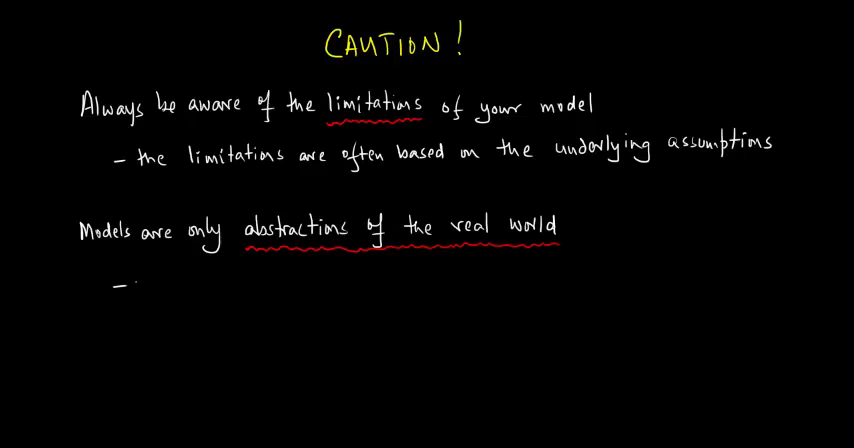 CAUTION!
Always be aware of the limitations of your model
- the limitations are often based on the underlying assumptions
Models are only abstractions of the real world
-